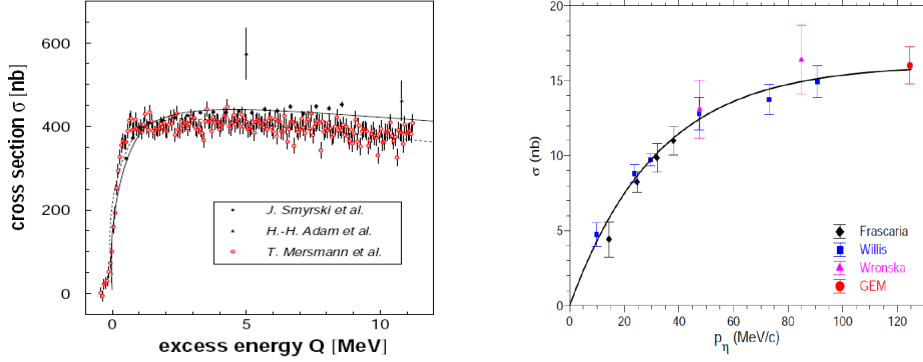 cross section σ [nb]
600
400
200
0
J. Smyrski et al.
H.-H. Adam et al.
T. Mersmann et al.
0
5
10
excess energy Q [MeV]
σ (nb)
20
15
10
5
0
Frascaria
Willis
Wronska
GEM
0 20 40 60 80 100 120
p_η (MeV/c)